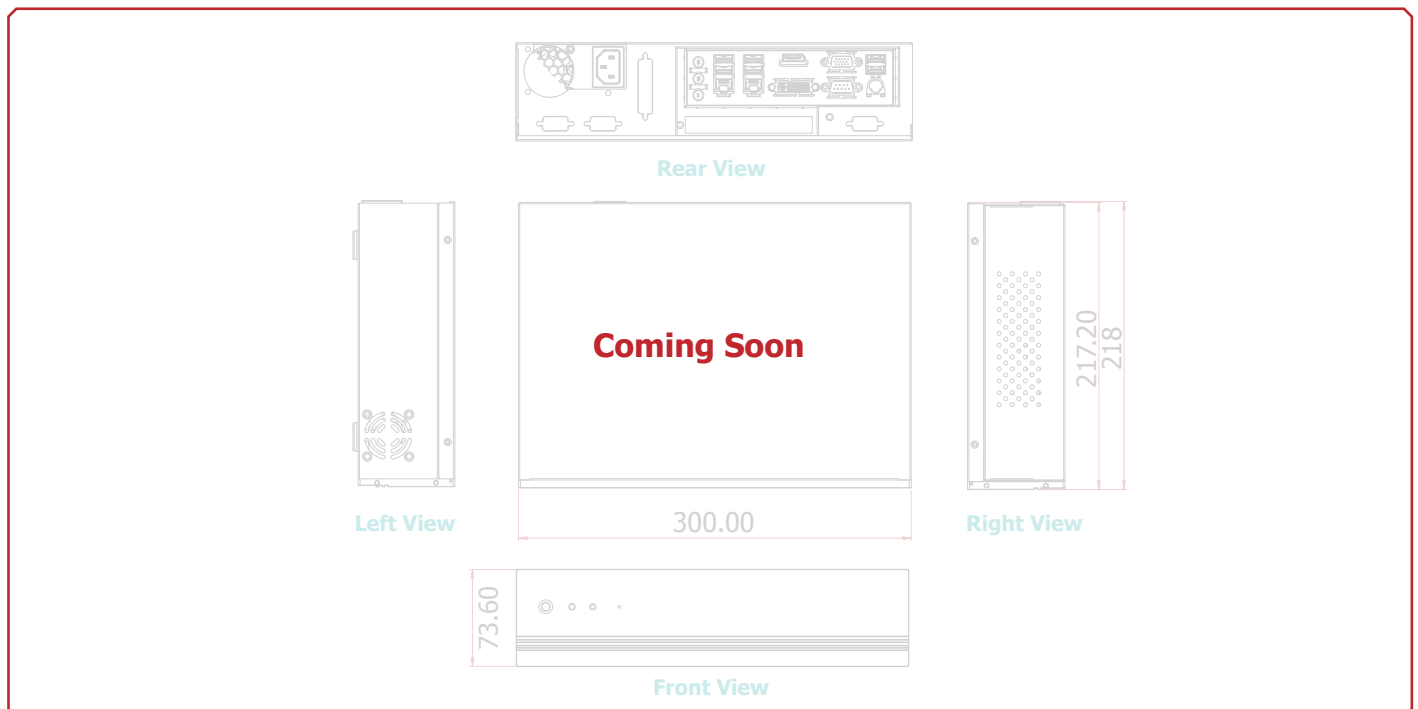 Rear View
Coming Soon
217.20
218
Left View
300.00
Right View
73.60
Front View